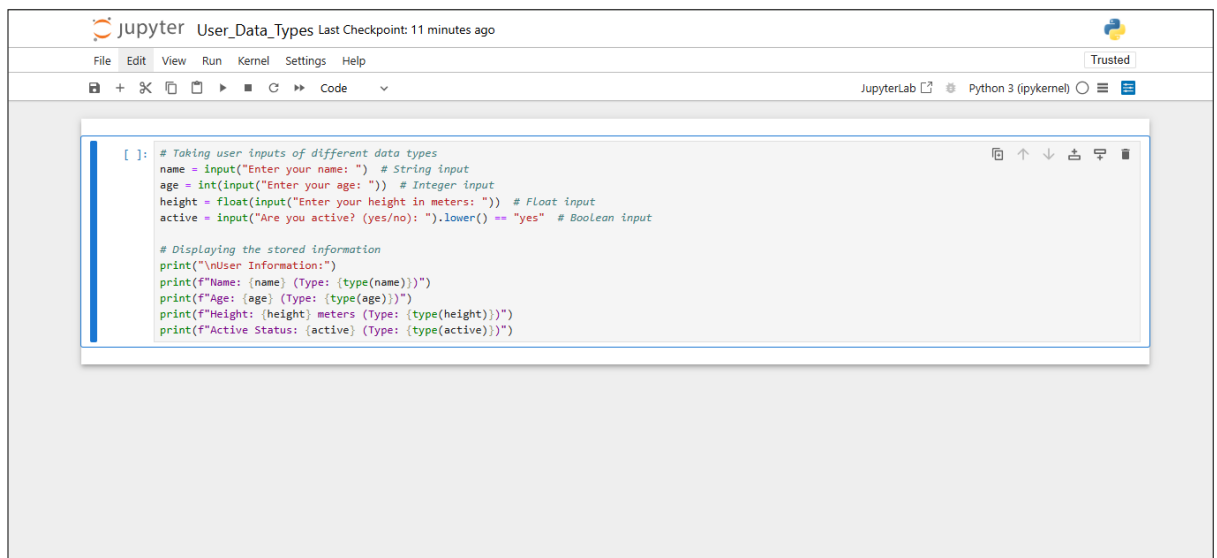 jupyter User_Data_Types Last Checkpoint: 11 minutes ago
File Edit View Run Kernel Settings Help Trusted
Code JupyterLab Python 3 (ipykernel)
[ ]: # Taking user inputs of different data types
name = input("Enter your name: ")  # String input
age = int(input("Enter your age: "))  # Integer input
height = float(input("Enter your height in meters: "))  # Float input
active = input("Are you active? (yes/no): ").lower() == "yes"  # Boolean input
# Displaying the stored information
print("\nUser Information:")
print(f"Name: {name} (Type: {type(name)})")
print(f"Age: {age} (Type: {type(age)})")
print(f"Height: {height} meters (Type: {type(height)})")
print(f"Active Status: {active} (Type: {type(active)})")